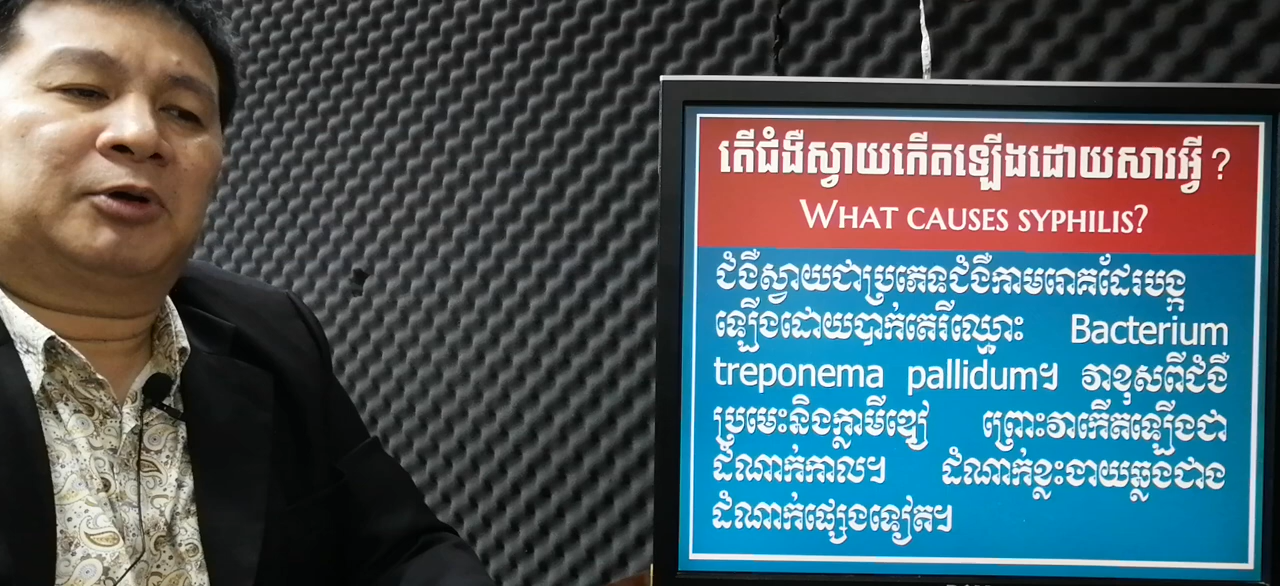 តើជំងឺស្វាយកើតឡើងដោយសារអ្វី ?
WHAT CAUSES SYPHILIS?
ជំងឺស្វាយជាប្រភេទជំងឺកាមរោគដែរបង្ក
ឡើងដោយបាក់តេរីឈ្មោះ Bacterium
treponema pallidum។ វាខុសពីជំងឺ
ប្រមេះនិងក្លាមីឌៀ ព្រោះវាកើតឡើងជា
ដំណាក់កាល។ ដំណាក់ខ្លះងាយឆ្លងជាង
ដំណាក់ផ្សេងទៀត។